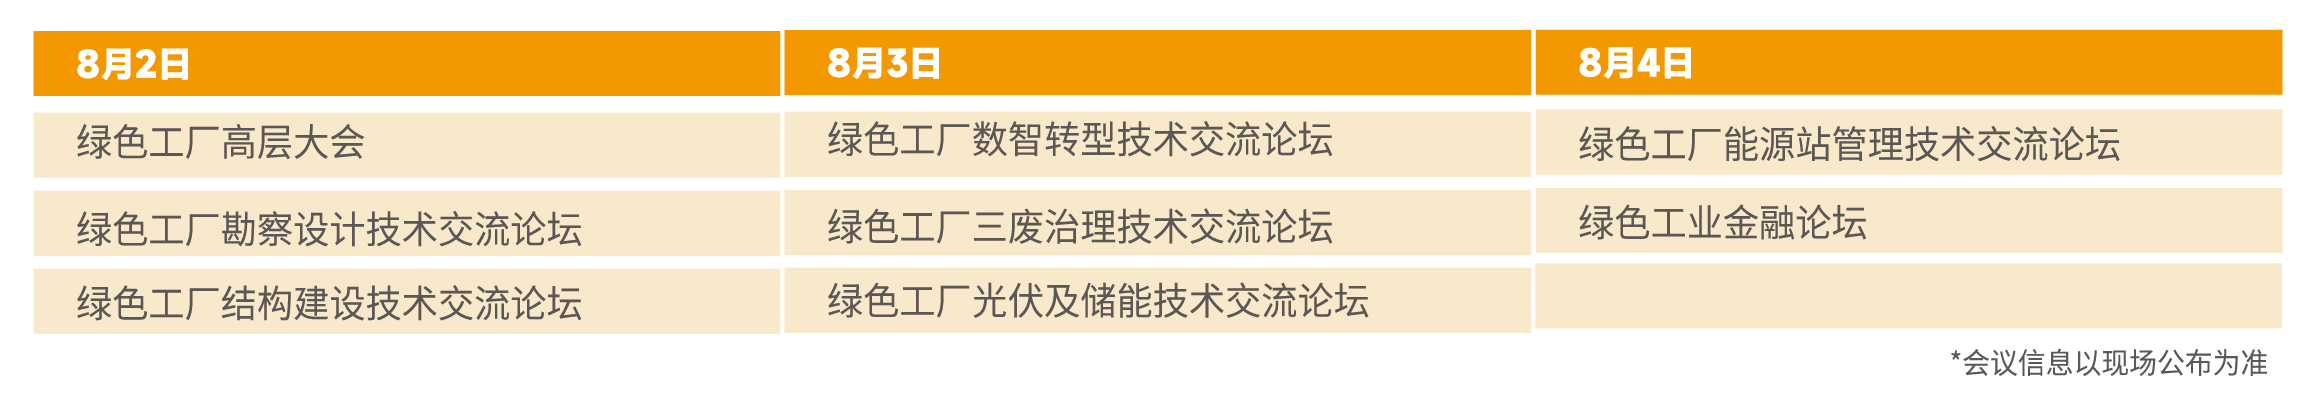 8月2日
8月3日
8月4日
绿色工厂高层大会
绿色工厂数智转型技术交流论坛
绿色工厂能源站管理技术交流论坛
绿色工厂勘察设计技术交流论坛
绿色工厂三废治理技术交流论坛
绿色工业金融论坛
绿色工厂结构建设技术交流论坛
绿色工厂光伏及储能技术交流论坛
*会议信息以现场公布为准